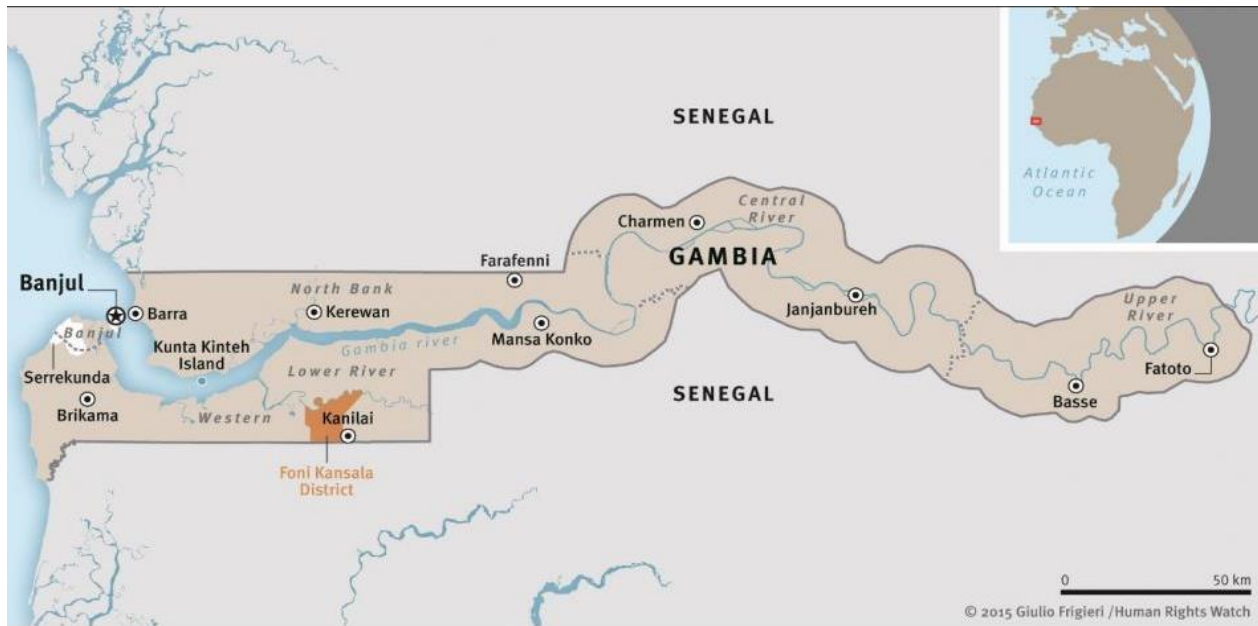 SENEGAL
Atlantic
Ocean
Central
River
Charmen
GAMBIA
Farafenni
Banjul
North Bank
Barra
Kerewan
Janjanbureh
Upper
River
Banjul
Kunta Kinteh
Island
Gambia river
Mansa Konko
Fatoto
Serrekunda
Lower River
Brikama
Western
Kanilai
SENEGAL
Basse
Foni Kansala
District
0 50 km
© 2015 Giulio Frigieri /Human Rights Watch